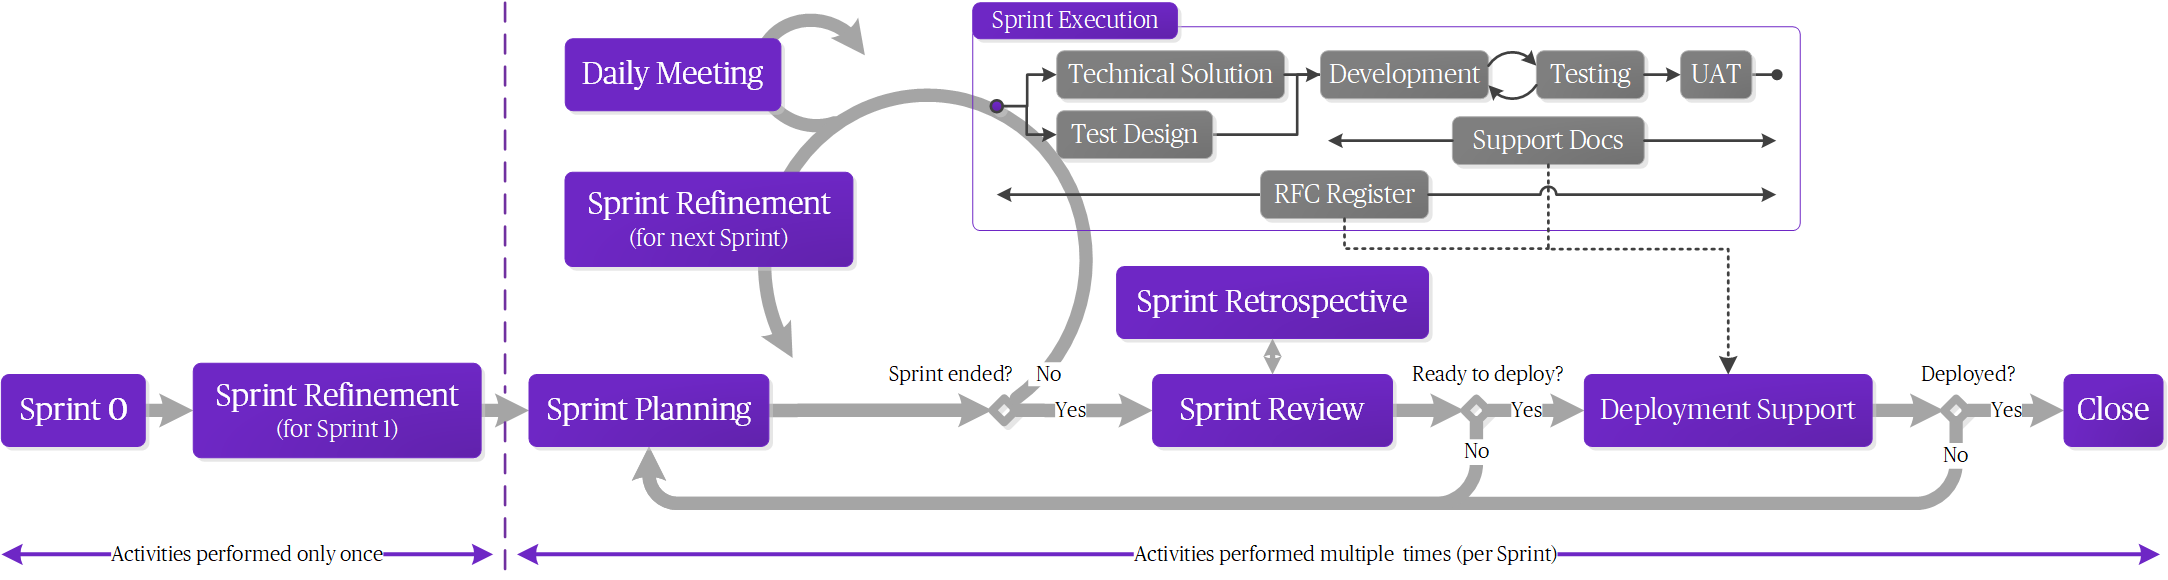 Sprint Execution
Daily Meeting
Technical Solution
Development
Testing
UAT
Test Design
Support Docs
RFC Register
Sprint Refinement
(for next Sprint)
Sprint Retrospective
Sprint ended?
No
Ready to deploy?
Deployed?
Sprint 0
Sprint Refinement
(for Sprint 1)
Sprint Planning
Yes
Sprint Review
Yes
Deployment Support
Yes
Close
No
No
Activities performed only once
Activities performed multiple times (per Sprint)